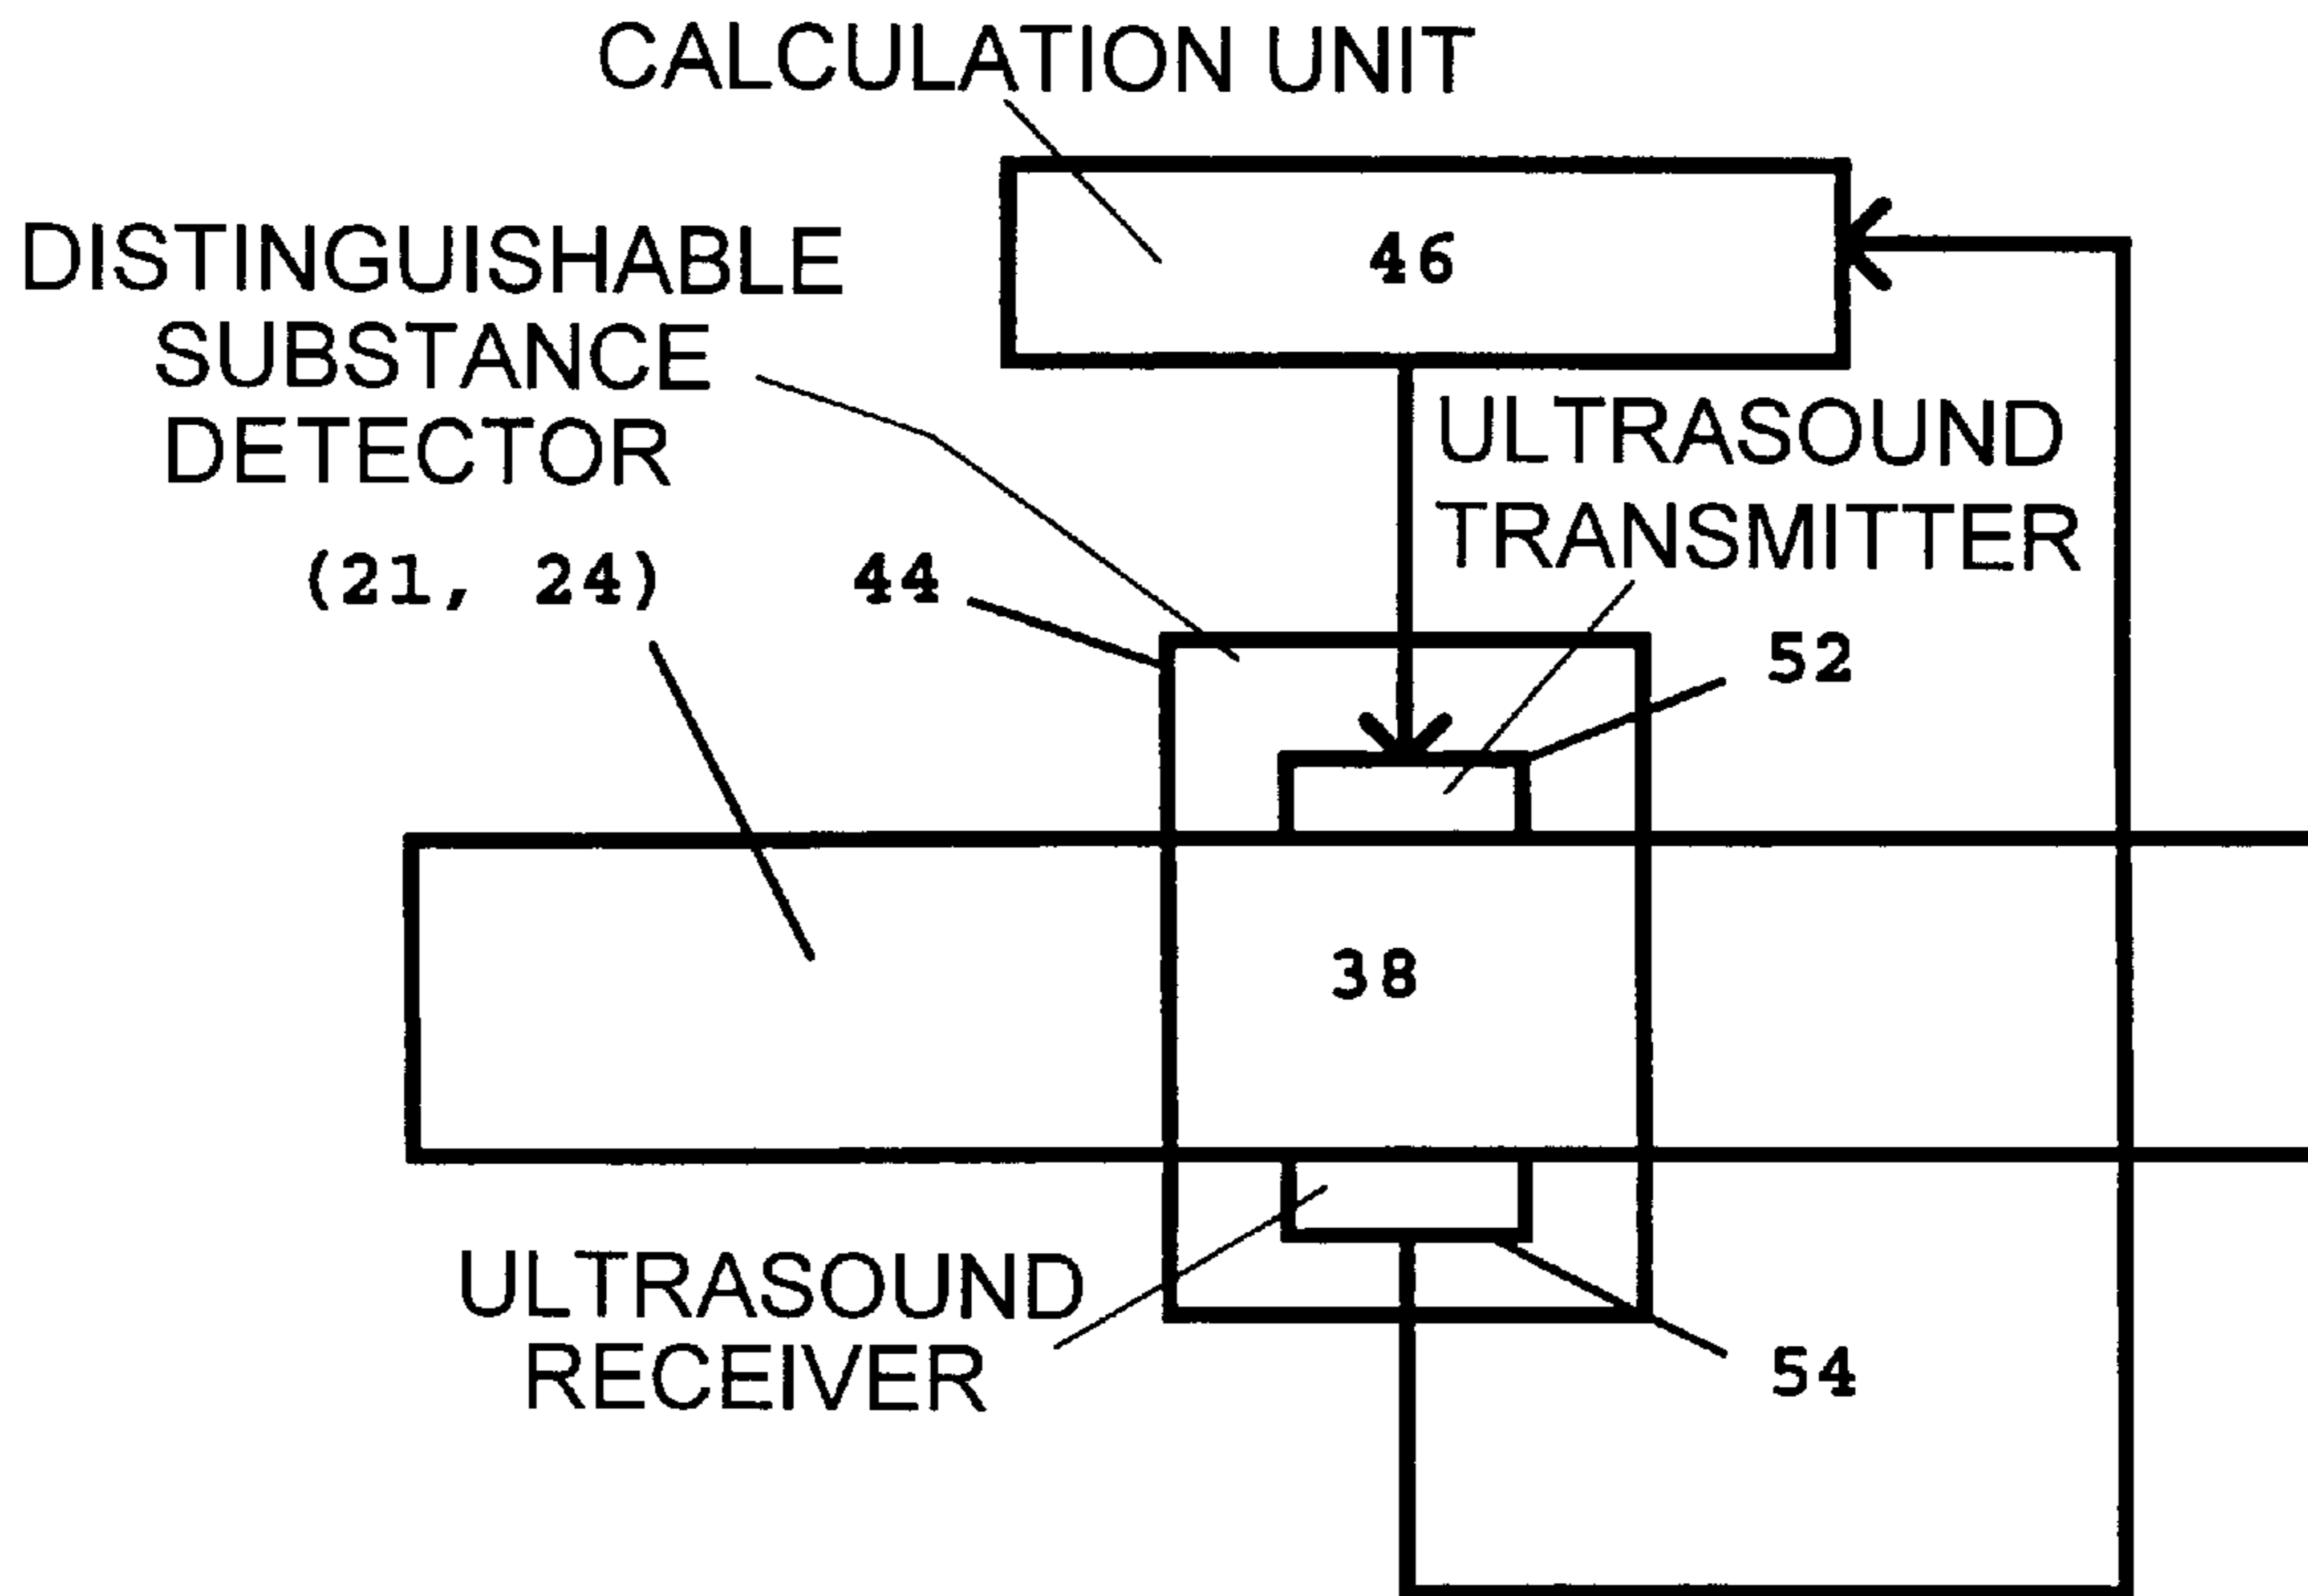 CALCULATION UNIT
46
DISTINGUISHABLE
SUBSTANCE
DETECTOR
ULTRASOUND
TRANSMITTER
(21, 24)
44
52
38
ULTRASOUND
RECEIVER
54